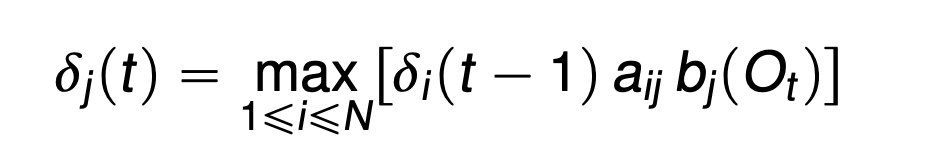 δⱼ(t) = max[δᵢ(t − 1) aᵢⱼ bⱼ(Oₜ)]
1⩽i⩽N